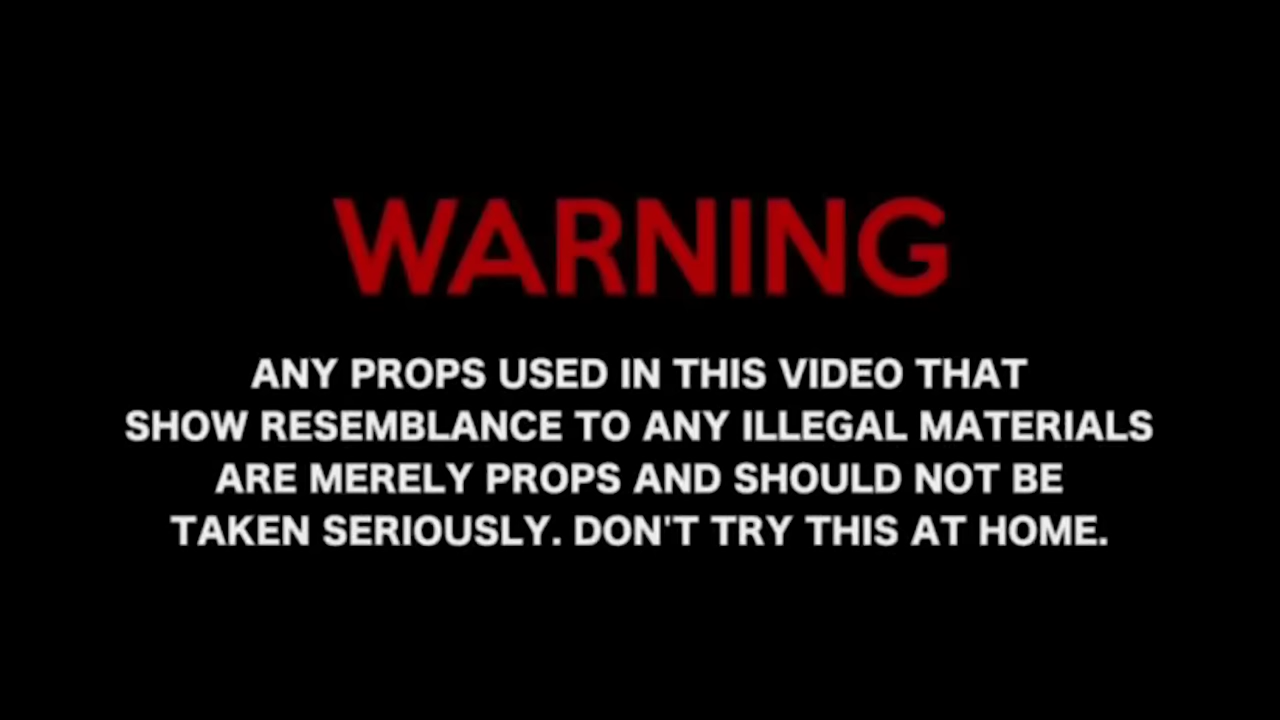 WARNING
ANY PROPS USED IN THIS VIDEO THAT
SHOW RESEMBLANCE TO ANY ILLEGAL MATERIALS
ARE MERELY PROPS AND SHOULD NOT BE
TAKEN SERIOUSLY. DON'T TRY THIS AT HOME.